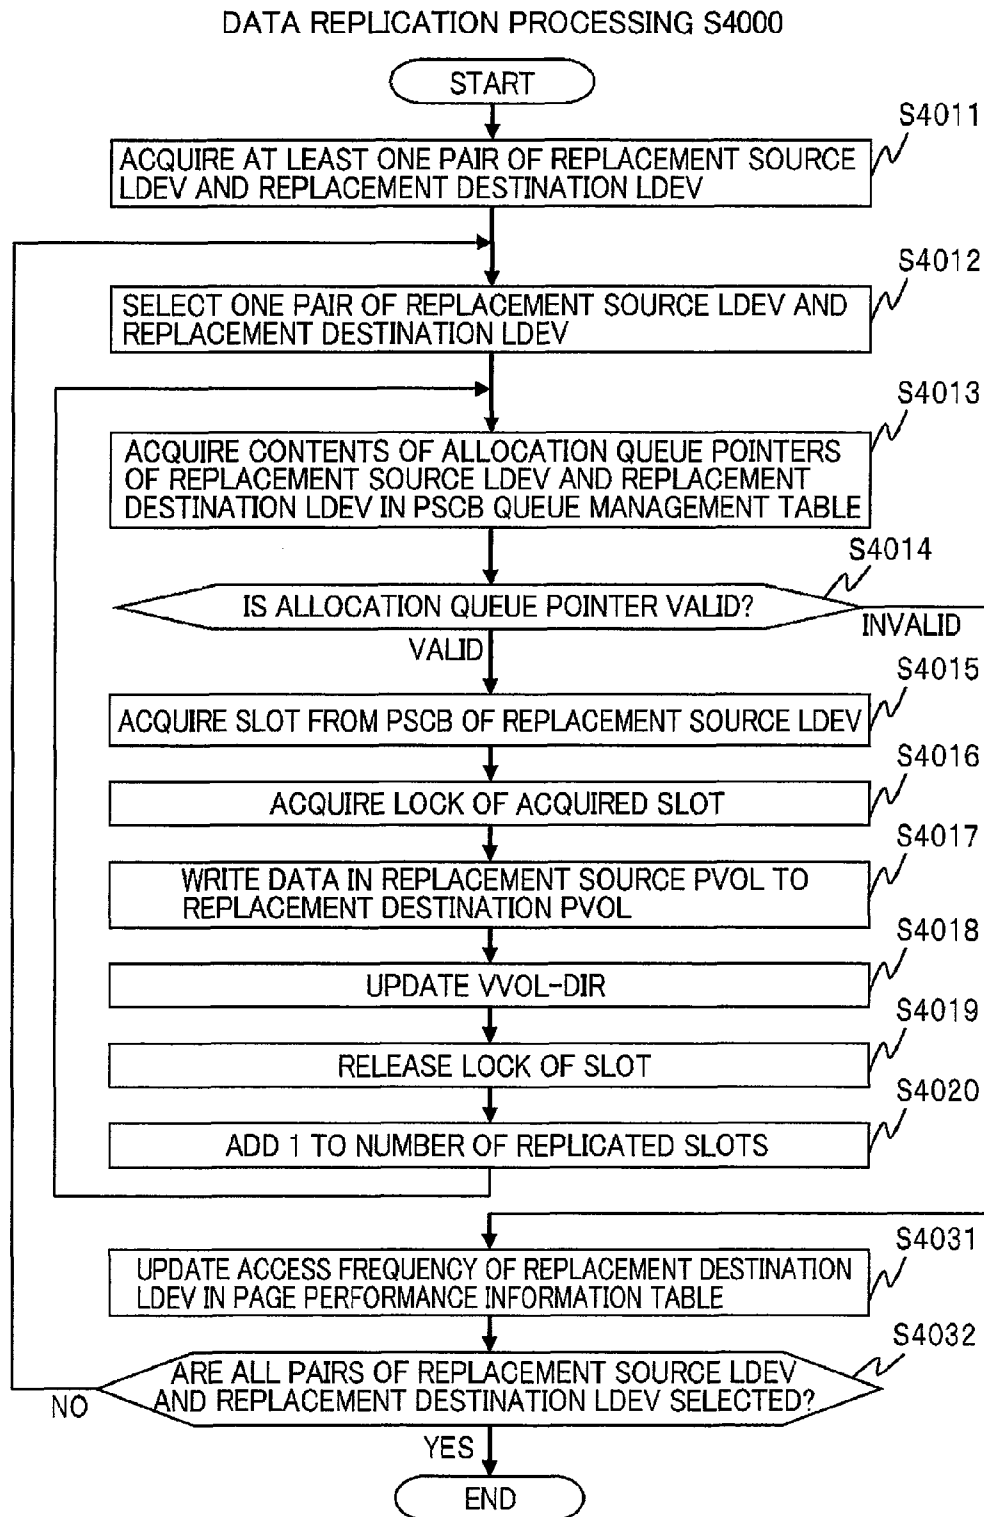 DATA REPLICATION PROCESSING S4000
START
S4011
ACQUIRE AT LEAST ONE PAIR OF REPLACEMENT SOURCE
LDEV AND REPLACEMENT DESTINATION LDEV
S4012
SELECT ONE PAIR OF REPLACEMENT SOURCE LDEV AND
REPLACEMENT DESTINATION LDEV
S4013
ACQUIRE CONTENTS OF ALLOCATION QUEUE POINTERS
OF REPLACEMENT SOURCE LDEV AND REPLACEMENT
DESTINATION LDEV IN PSCB QUEUE MANAGEMENT TABLE
S4014
IS ALLOCATION QUEUE POINTER VALID?
INVALID
VALID
S4015
ACQUIRE SLOT FROM PSCB OF REPLACEMENT SOURCE LDEV
S4016
ACQUIRE LOCK OF ACQUIRED SLOT
S4017
WRITE DATA IN REPLACEMENT SOURCE PVOL TO
REPLACEMENT DESTINATION PVOL
S4018
UPDATE VVOL-DIR
S4019
RELEASE LOCK OF SLOT
S4020
ADD 1 TO NUMBER OF REPLICATED SLOTS
S4031
UPDATE ACCESS FREQUENCY OF REPLACEMENT DESTINATION
LDEV IN PAGE PERFORMANCE INFORMATION TABLE
S4032
ARE ALL PAIRS OF REPLACEMENT SOURCE LDEV
AND REPLACEMENT DESTINATION LDEV SELECTED?
NO
YES
END